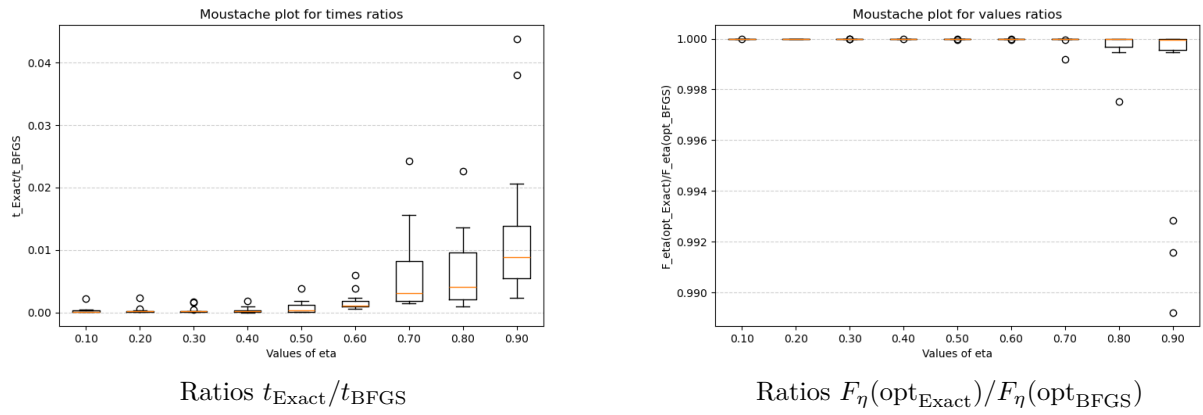 Moustache plot for times ratios
t_Exact/t_BFGS
0.04
0.03
0.02
0.01
0.00
0.10 0.20 0.30 0.40 0.50 0.60 0.70 0.80 0.90
Values of eta
Ratios t_Exact/t_BFGS
Moustache plot for values ratios
F_eta(opt_Exact)/F_eta(opt_BFGS)
1.000
0.998
0.996
0.994
0.992
0.990
0.10 0.20 0.30 0.40 0.50 0.60 0.70 0.80 0.90
Values of eta
Ratios F_η(opt_Exact)/F_η(opt_BFGS)